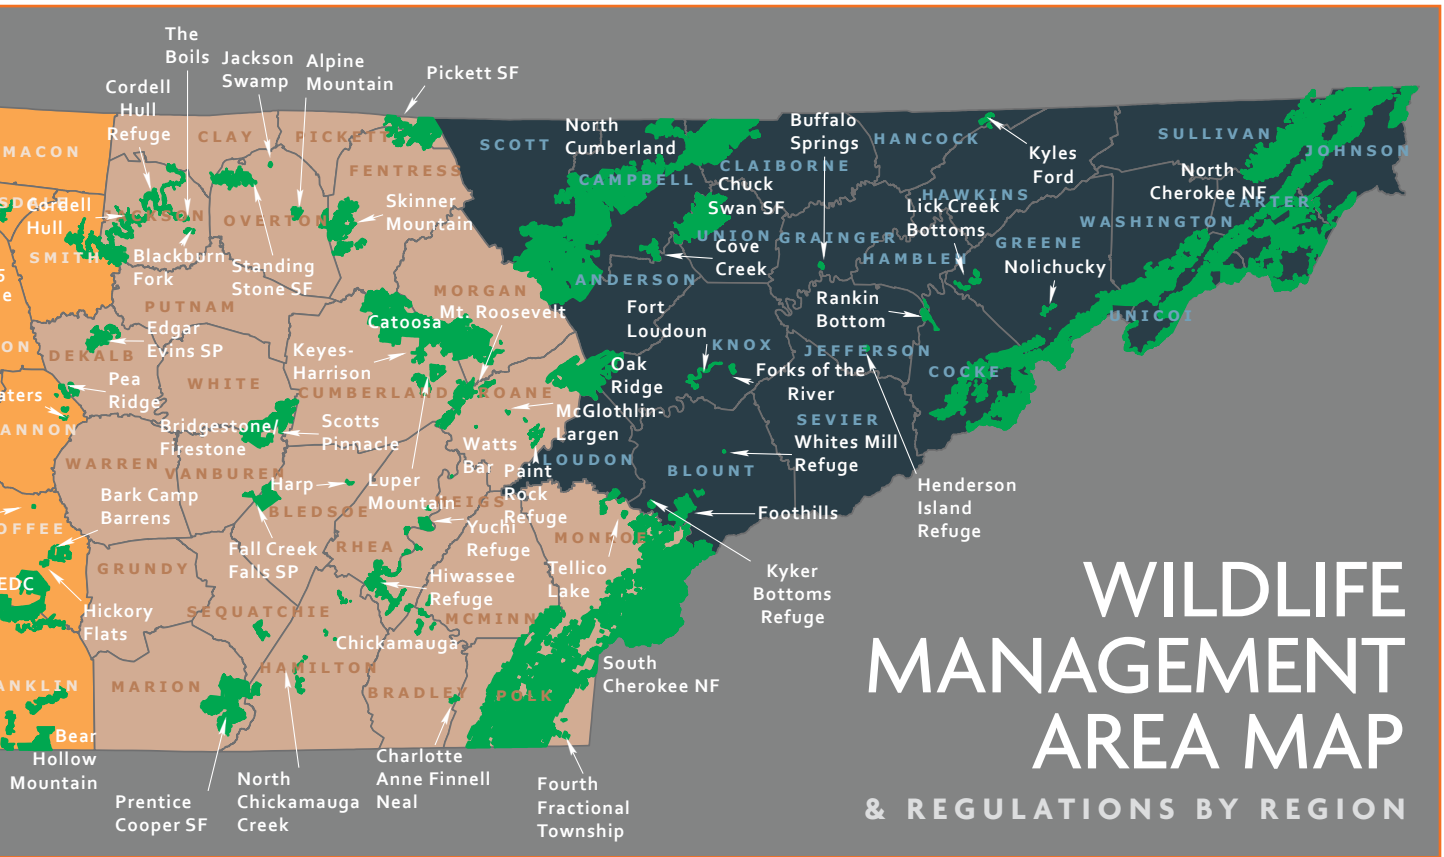 The
Boils
Jackson
Swamp
Alpine
Mountain
Pickett SF
Cordell
Hull
Refuge
CLAY
PICKETT
MACON
SCOTT
North
Cumberland
Buffalo
Springs
HANCOCK
Kyles
Ford
SULLIVAN
JOHNSON
North
Cherokee NF
CARTER
FENTRESS
CAMPBELL
CLAIBORNE
Chuck
Swan SF
HAWKINS
Lick Creek
Bottoms
WASHINGTON
Cordell
Hull
OVERTON
Skinner
Mountain
UNION
GRAINGER
Cove
Creek
HAMBLEN
GREENE
Nolichucky
SMITH
Blackburn
Fork
Standing
Stone SF
ANDERSON
MORGAN
PUTNAM
Catoosa
Mt. Roosevelt
Fort
Loudoun
Rankin
Bottom
UNICOI
Edgar
Evins SP
DEKALB
Keyes-
Harrison
KNOX
JEFFERSON
COCKE
Pea
Ridge
WHITE
CUMBERLAND
ROANE
Oak
Ridge
Forks of the
River
McGlothlin-
Largen
SEVIER
Bridgestone/
Firestone
Scotts
Pinnacle
Watts
Bar
Whites Mill
Refuge
LOUDON
BLOUNT
WARREN
VANBUREN
Bark Camp
Barrens
Harp
Luper
Mountain
Paint
Rock
Refuge
Henderson
Island
Refuge
BLEDSOE
MEIGS
Foothills
Yuchi
Refuge
RHEA
MONROE
Fall Creek
Falls SP
GRUNDY
Hiwassee
Refuge
Tellico
Lake
Kyker
Bottoms
Refuge
Hickory
Flats
SEQUATCHIE
MCMINN
Chickamauga
HAMILTON
MARION
BRADLEY
POLK
South
Cherokee NF
Bear
Hollow
Mountain
Prentice
Cooper SF
North
Chickamauga
Creek
Charlotte
Anne Finnell
Neal
Fourth
Fractional
Township
WILDLIFE
MANAGEMENT
AREA MAP
& REGULATIONS BY REGION